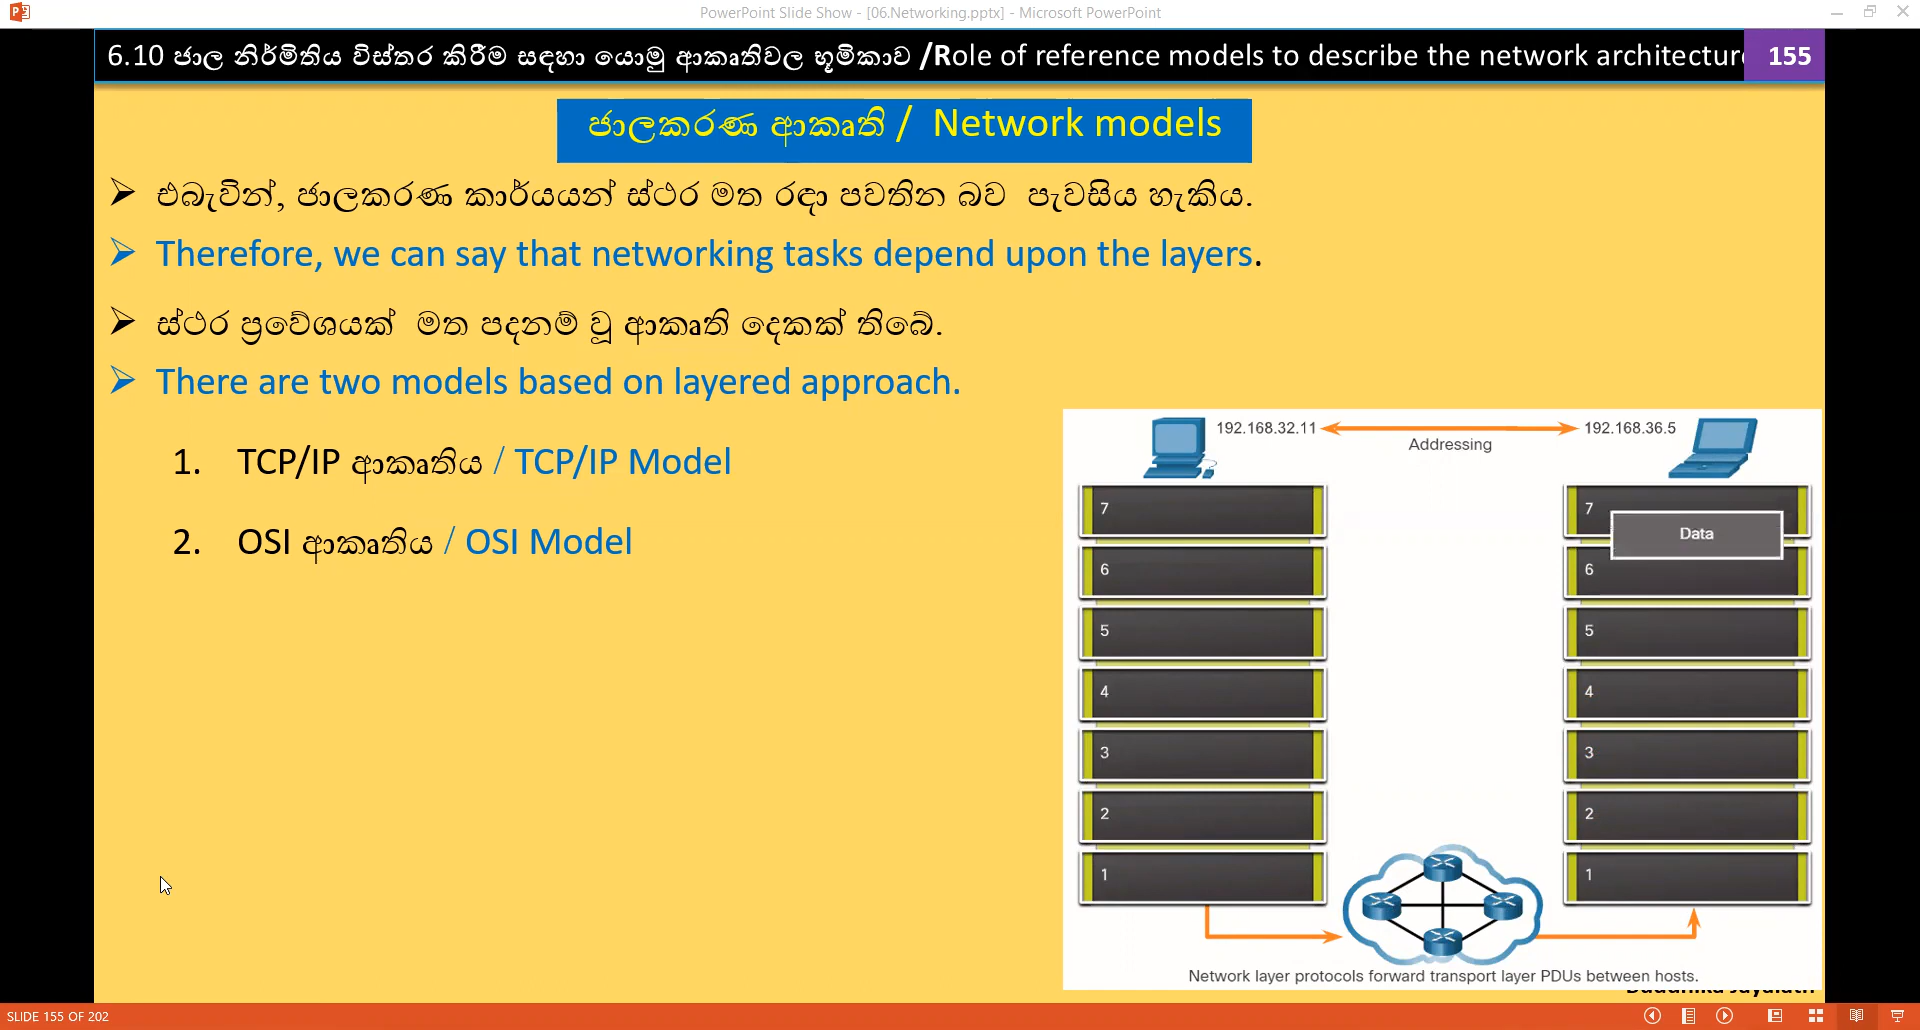 PowerPoint Slide Show - [06.Networking.pptx] - Microsoft PowerPoint
6.10 ජාල නිර්මිතිය විස්තර කිරීම සඳහා යොමු ආකෘතිවල භූමිකාව /Role of reference models to describe the network architectur
155
ජාලකරණ ආකෘති / Network models
එබැවින්, ජාලකරණ කාර්යයන් ස්ථර මත රඳා පවතින බව පැවසිය හැකිය.
Therefore, we can say that networking tasks depend upon the layers.
ස්ථර ප්‍රවේශයක් මත පදනම් වූ ආකෘති දෙකක් තිබේ.
There are two models based on layered approach.
1. TCP/IP ආකෘතිය / TCP/IP Model
2. OSI ආකෘතිය / OSI Model
192.168.32.11
Addressing
192.168.36.5
7
6
5
4
3
2
1
7
Data
6
5
4
3
2
1
Network layer protocols forward transport layer PDUs between hosts.
SLIDE 155 OF 202